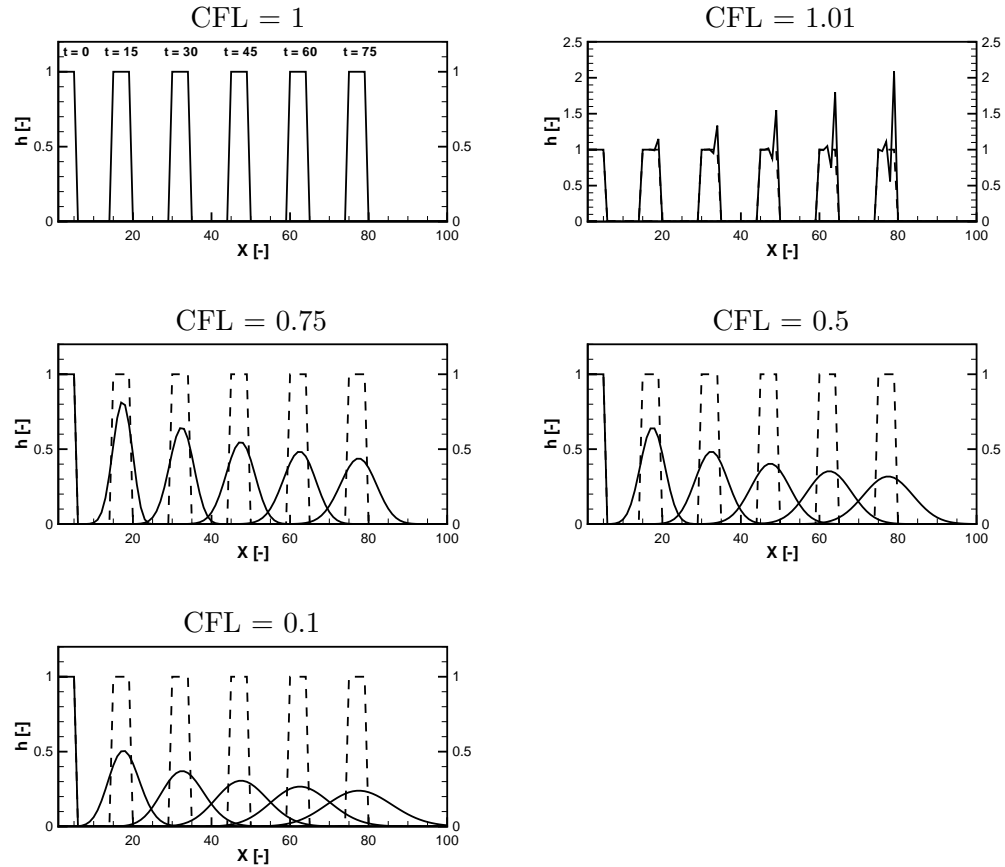 CFL = 1
t = 0 t = 15 t = 30 t = 45 t = 60 t = 75
1 1
h [-]
0.5 0.5
0 0
20 40 60 80 100
X [-]
CFL = 1.01
2.5 2.5
2 2
1.5 1.5
h [-]
1 1
0.5 0.5
0 0
20 40 60 80 100
X [-]
CFL = 0.75
1 1
h [-]
0.5 0.5
0 0
20 40 60 80 100
X [-]
CFL = 0.5
1 1
h [-]
0.5 0.5
0 0
20 40 60 80 100
X [-]
CFL = 0.1
1 1
h [-]
0.5 0.5
0 0
20 40 60 80 100
X [-]